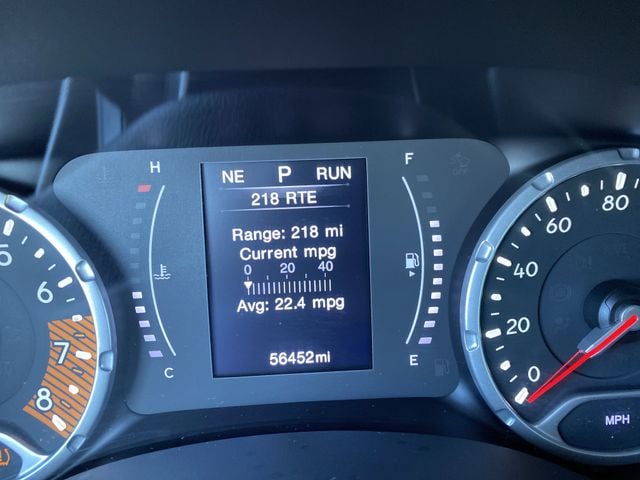 H
NE P RUN
218 RTE
Range: 218 mi
Current mpg
0 20 40
Avg: 22.4 mpg
56452mi
C
F
E
5
6
7
8
0
20
40
60
80
MPH